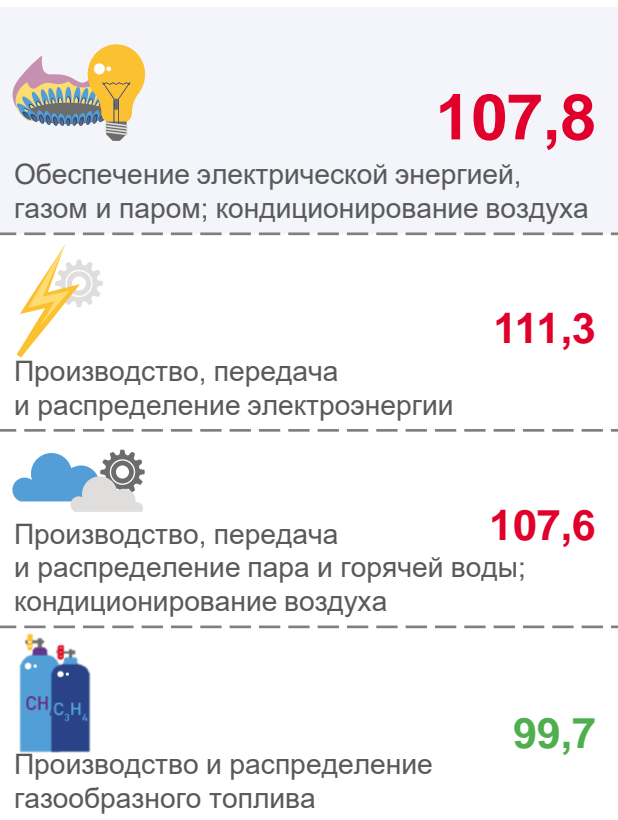 107,8
Обеспечение электрической энергией,
газом и паром; кондиционирование воздуха
111,3
Производство, передача
и распределение электроэнергии
107,6
Производство, передача
и распределение пара и горячей воды;
кондиционирование воздуха
CH
C₃H₄
99,7
Производство и распределение
газообразного топлива